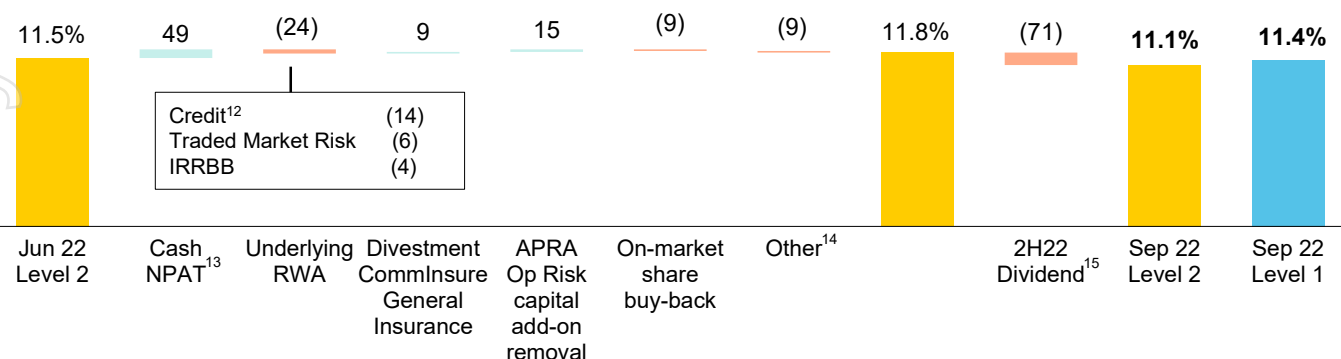 11.5%
49
(24)
9
15
(9)
(9)
11.8%
(71)
11.1%
11.4%
Credit12 (14)
Traded Market Risk (6)
IRRBB (4)
Jun 22
Level 2
Cash
NPAT13
Underlying
RWA
Divestment
CommInsure
General
Insurance
APRA
Op Risk
capital
add-on
removal
On-market
share
buy-back
Other14
2H22
Dividend15
Sep 22
Level 2
Sep 22
Level 1